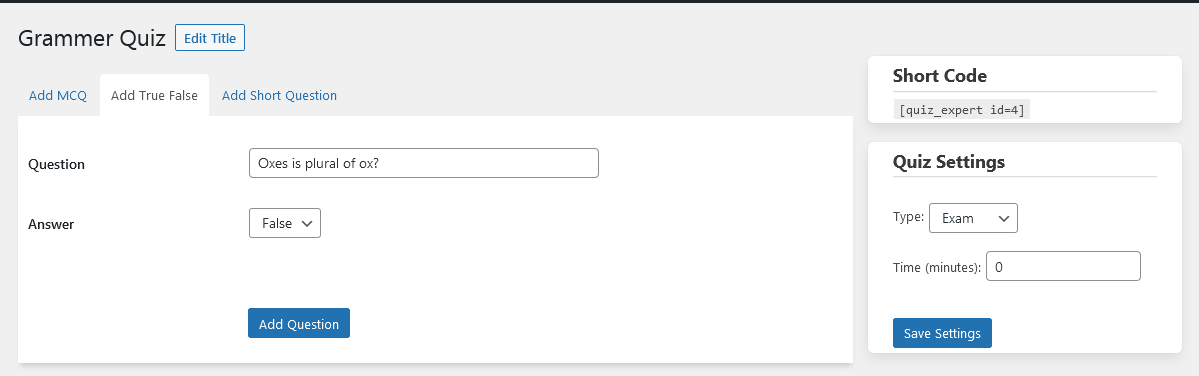 Grammer Quiz Edit Title
Add MCQ Add True False Add Short Question
Question Oxes is plural of ox?
Answer False
Add Question
Short Code
[quiz_expert id=4]
Quiz Settings
Type: Exam
Time (minutes): 0
Save Settings